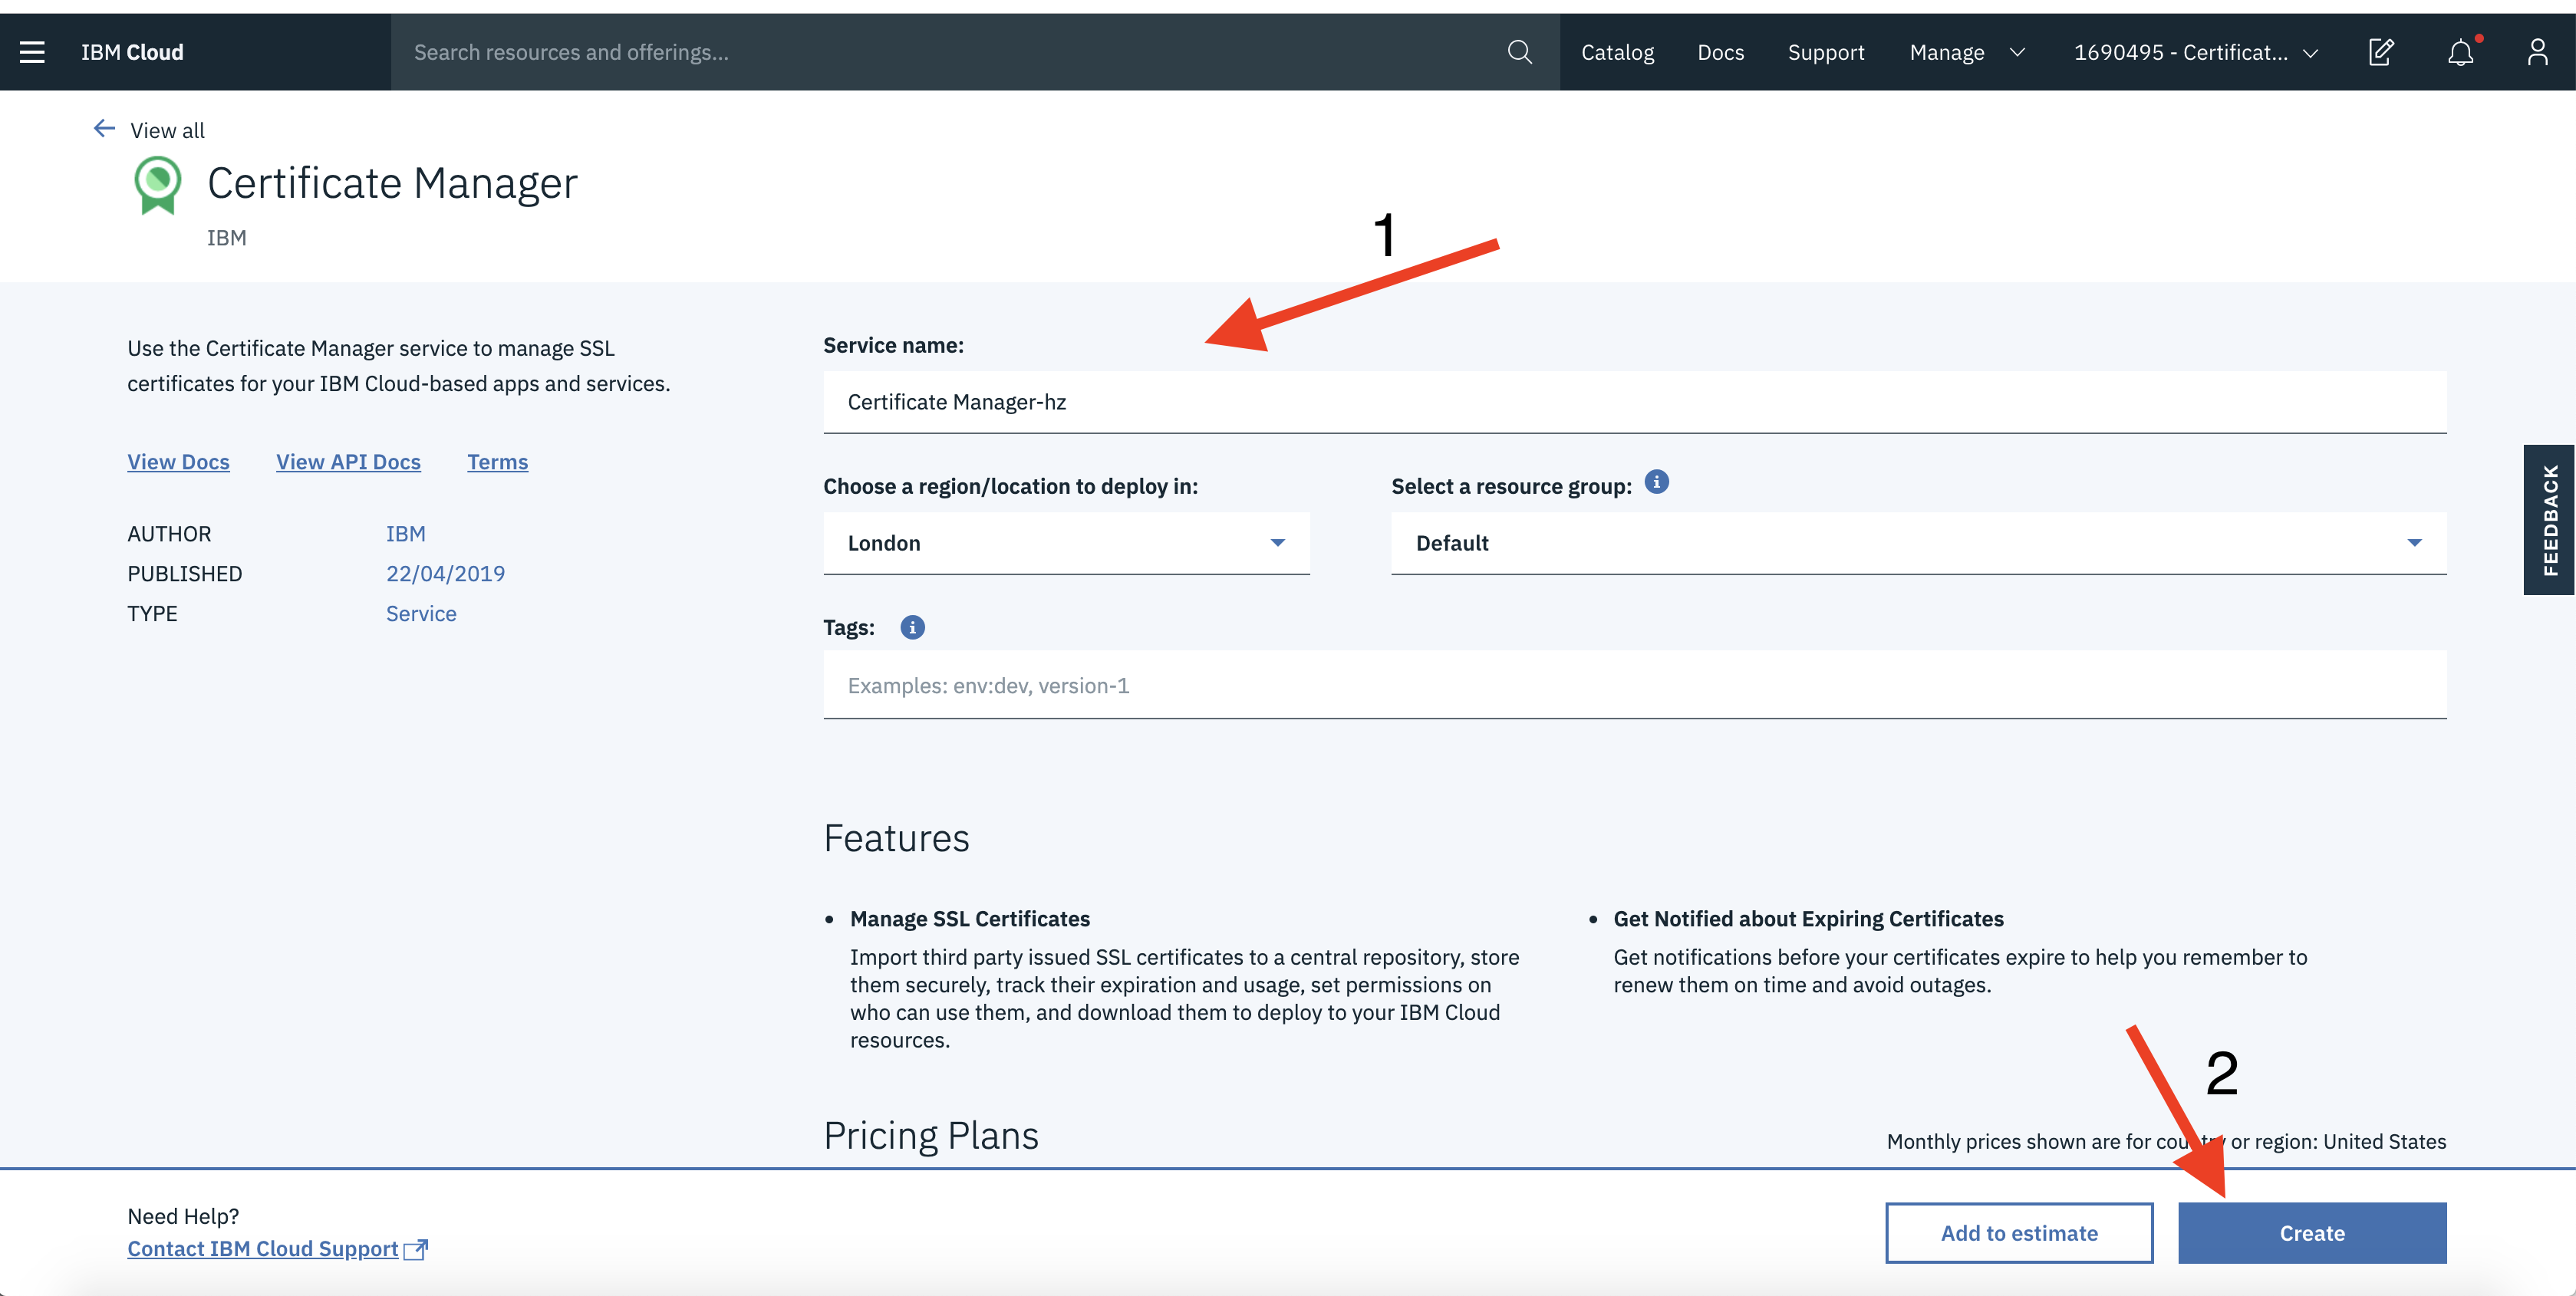 IBM Cloud
Search resources and offerings...
Catalog
Docs
Support
Manage
1690495 - Certificat...
View all
Certificate Manager
IBM
1
Use the Certificate Manager service to manage SSL
certificates for your IBM Cloud-based apps and services.
View Docs
View API Docs
Terms
AUTHOR
IBM
PUBLISHED
22/04/2019
TYPE
Service
Service name:
Certificate Manager-hz
Choose a region/location to deploy in:
London
Select a resource group:
Default
Tags:
Examples: env:dev, version-1
FEEDBACK
Features
Manage SSL Certificates
Import third party issued SSL certificates to a central repository, store
them securely, track their expiration and usage, set permissions on
who can use them, and download them to deploy to your IBM Cloud
resources.
Get Notified about Expiring Certificates
Get notifications before your certificates expire to help you remember to
renew them on time and avoid outages.
2
Pricing Plans
Monthly prices shown are for country or region: United States
Need Help?
Contact IBM Cloud Support
Add to estimate
Create